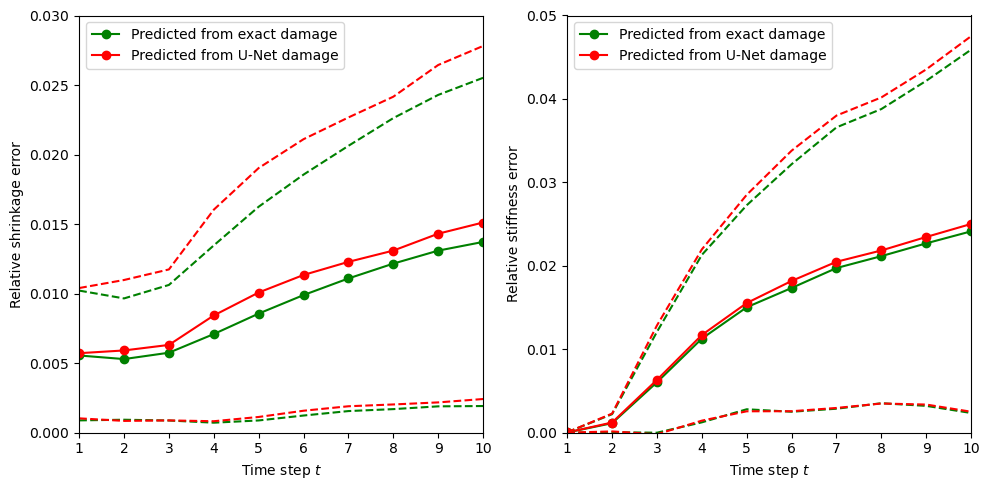 Relative shrinkage error
0.030
0.025
0.020
0.015
0.010
0.005
0.000
Predicted from exact damage
Predicted from U-Net damage
1 2 3 4 5 6 7 8 9 10
Time step t
Relative stiffness error
0.05
0.04
0.03
0.02
0.01
0.00
Predicted from exact damage
Predicted from U-Net damage
1 2 3 4 5 6 7 8 9 10
Time step t